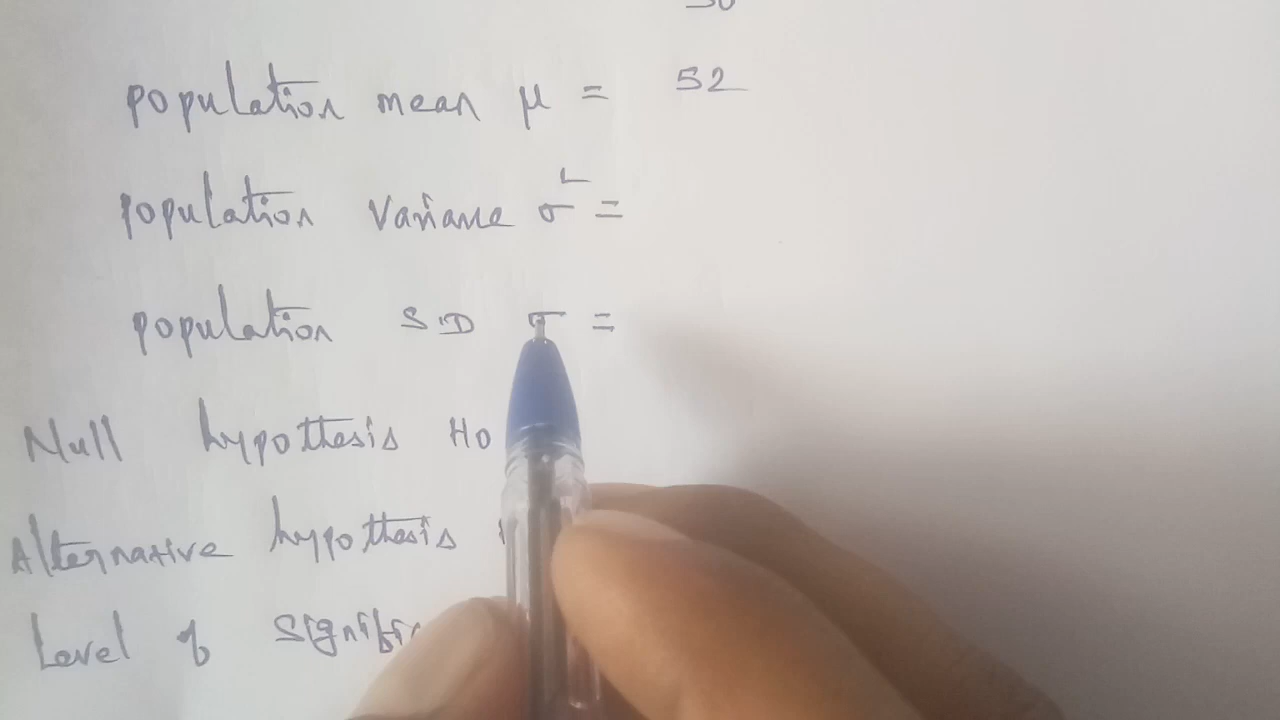 population mean μ = 52
population variance σ² =
population S.D σ =
Null hypothesis Ho
Alternative hypothesis
Level of